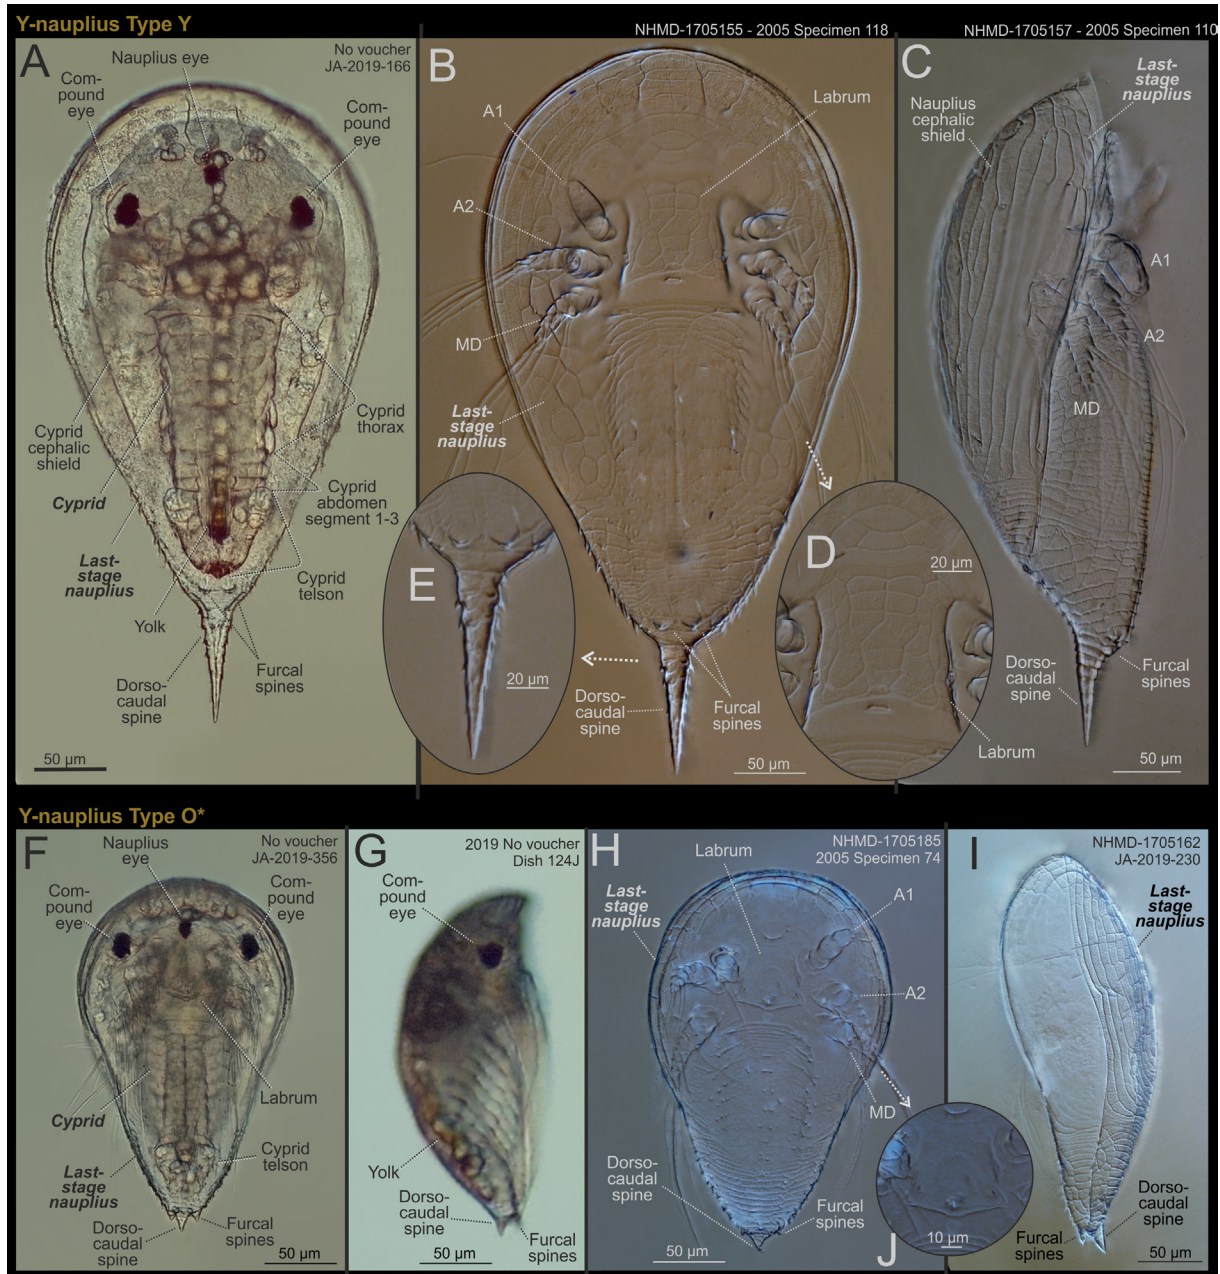 Y-nauplius Type Y
A
No voucher
JA-2019-166
Nauplius eye
Com-
pound
eye
Com-
pound
eye
Cyprid
cephalic
shield
Cyprid
thorax
Cyprid
Cyprid
abdomen
segment 1-3
Last-
stage
nauplius
Cyprid
telson
Yolk
Dorso-
caudal
spine
Furcal
spines
50 µm
NHMD-1705155 - 2005 Specimen 118
B
A1
Labrum
A2
MD
Last-
stage
nauplius
Dorso-
caudal
spine
Furcal
spines
50 µm
E
20 µm
D
20 µm
Labrum
NHMD-1705157 - 2005 Specimen 110
C
Last-
stage
nauplius
Nauplius
cephalic
shield
A1
A2
MD
Dorso-
caudal
spine
Furcal
spines
50 µm
Y-nauplius Type O*
F
No voucher
JA-2019-356
Nauplius
eye
Com-
pound
eye
Com-
pound
eye
Labrum
Cyprid
Cyprid
telson
Last-
stage
nauplius
Dorso-
caudal
spine
Furcal
spines
50 µm
G
2019 No voucher
Dish 124J
Com-
pound
eye
Yolk
Dorso-
caudal
spine
Furcal
spines
50 µm
H
NHMD-1705185
2005 Specimen 74
Labrum
Last-
stage
nauplius
A1
A2
MD
Dorso-
caudal
spine
Furcal
spines
50 µm
J
10 µm
I
NHMD-1705162
JA-2019-230
Last-
stage
nauplius
Dorso-
caudal
spine
Furcal
spines
50 µm